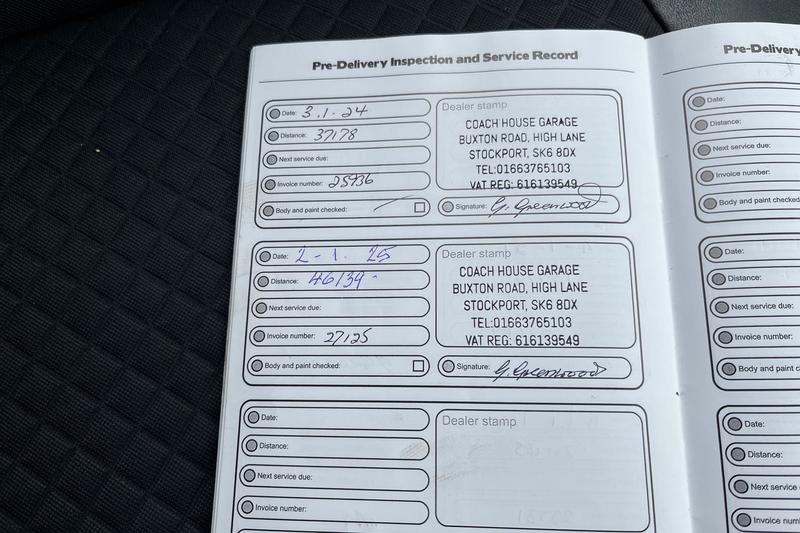 Pre-Delivery Inspection and Service Record
Date: 3.1.24
Distance: 37178
Next service due:
Invoice number: 25936
Body and paint checked:
Dealer stamp
COACH HOUSE GARAGE
BUXTON ROAD, HIGH LANE
STOCKPORT, SK6 8DX
TEL:01663765103
VAT REG: 616139549
Signature: G. Greenwood
Date: 2-1.25
Distance: 46139
Next service due:
Invoice number: 27125
Body and paint checked:
Dealer stamp
COACH HOUSE GARAGE
BUXTON ROAD, HIGH LANE
STOCKPORT, SK6 8DX
TEL:01663765103
VAT REG: 616139549
Signature: G. Greenwood
Date:
Distance:
Next service due:
Invoice number:
Dealer stamp
Pre-Delivery
Date:
Distance:
Next service due:
Invoice number:
Body and paint checked
Date:
Distance:
Next service due:
Invoice number:
Body and paint c
Date:
Distance:
Next service
Invoice num